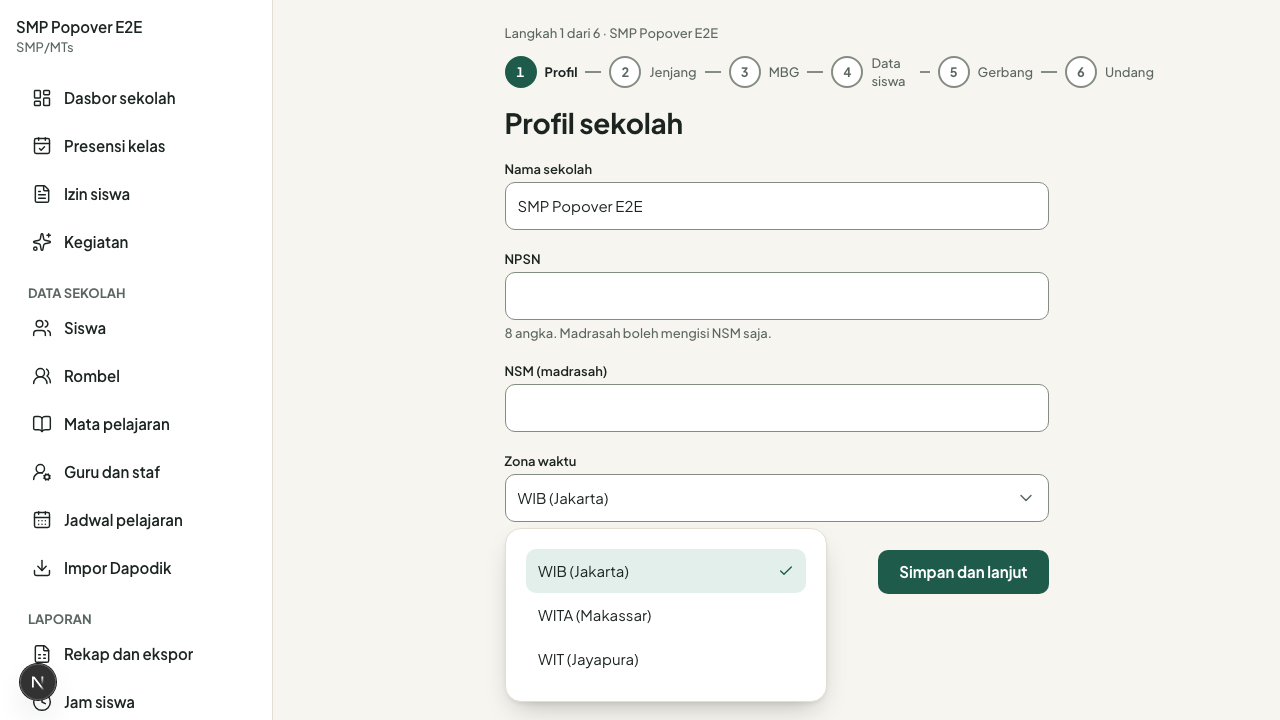 SMP Popover E2E
SMP/MTs
Dasbor sekolah
Presensi kelas
Izin siswa
Kegiatan
DATA SEKOLAH
Siswa
Rombel
Mata pelajaran
Guru dan staf
Jadwal pelajaran
Impor Dapodik
LAPORAN
Rekap dan ekspor
Jam siswa
N
Langkah 1 dari 6 · SMP Popover E2E
1 Profil
2 Jenjang
3 MBG
4 Data siswa
5 Gerbang
6 Undang
Profil sekolah
Nama sekolah
SMP Popover E2E
NPSN
8 angka. Madrasah boleh mengisi NSM saja.
NSM (madrasah)
Zona waktu
WIB (Jakarta)
WIB (Jakarta)
WITA (Makassar)
WIT (Jayapura)
Simpan dan lanjut